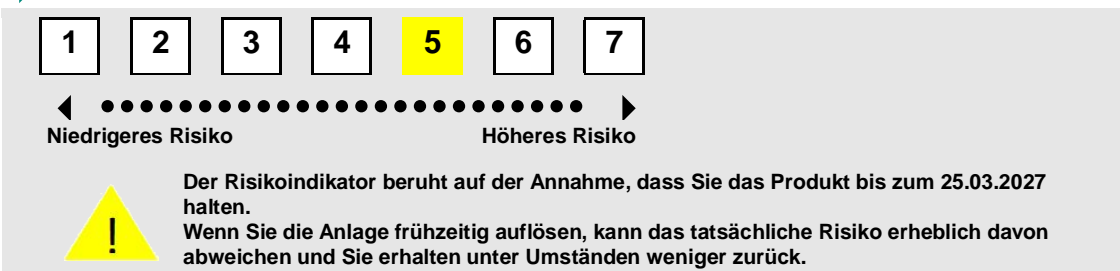 1 2 3 4 5 6 7
Niedrigeres Risiko Höheres Risiko
Der Risikoindikator beruht auf der Annahme, dass Sie das Produkt bis zum 25.03.2027
halten.
Wenn Sie die Anlage frühzeitig auflösen, kann das tatsächliche Risiko erheblich davon
abweichen und Sie erhalten unter Umständen weniger zurück.
!